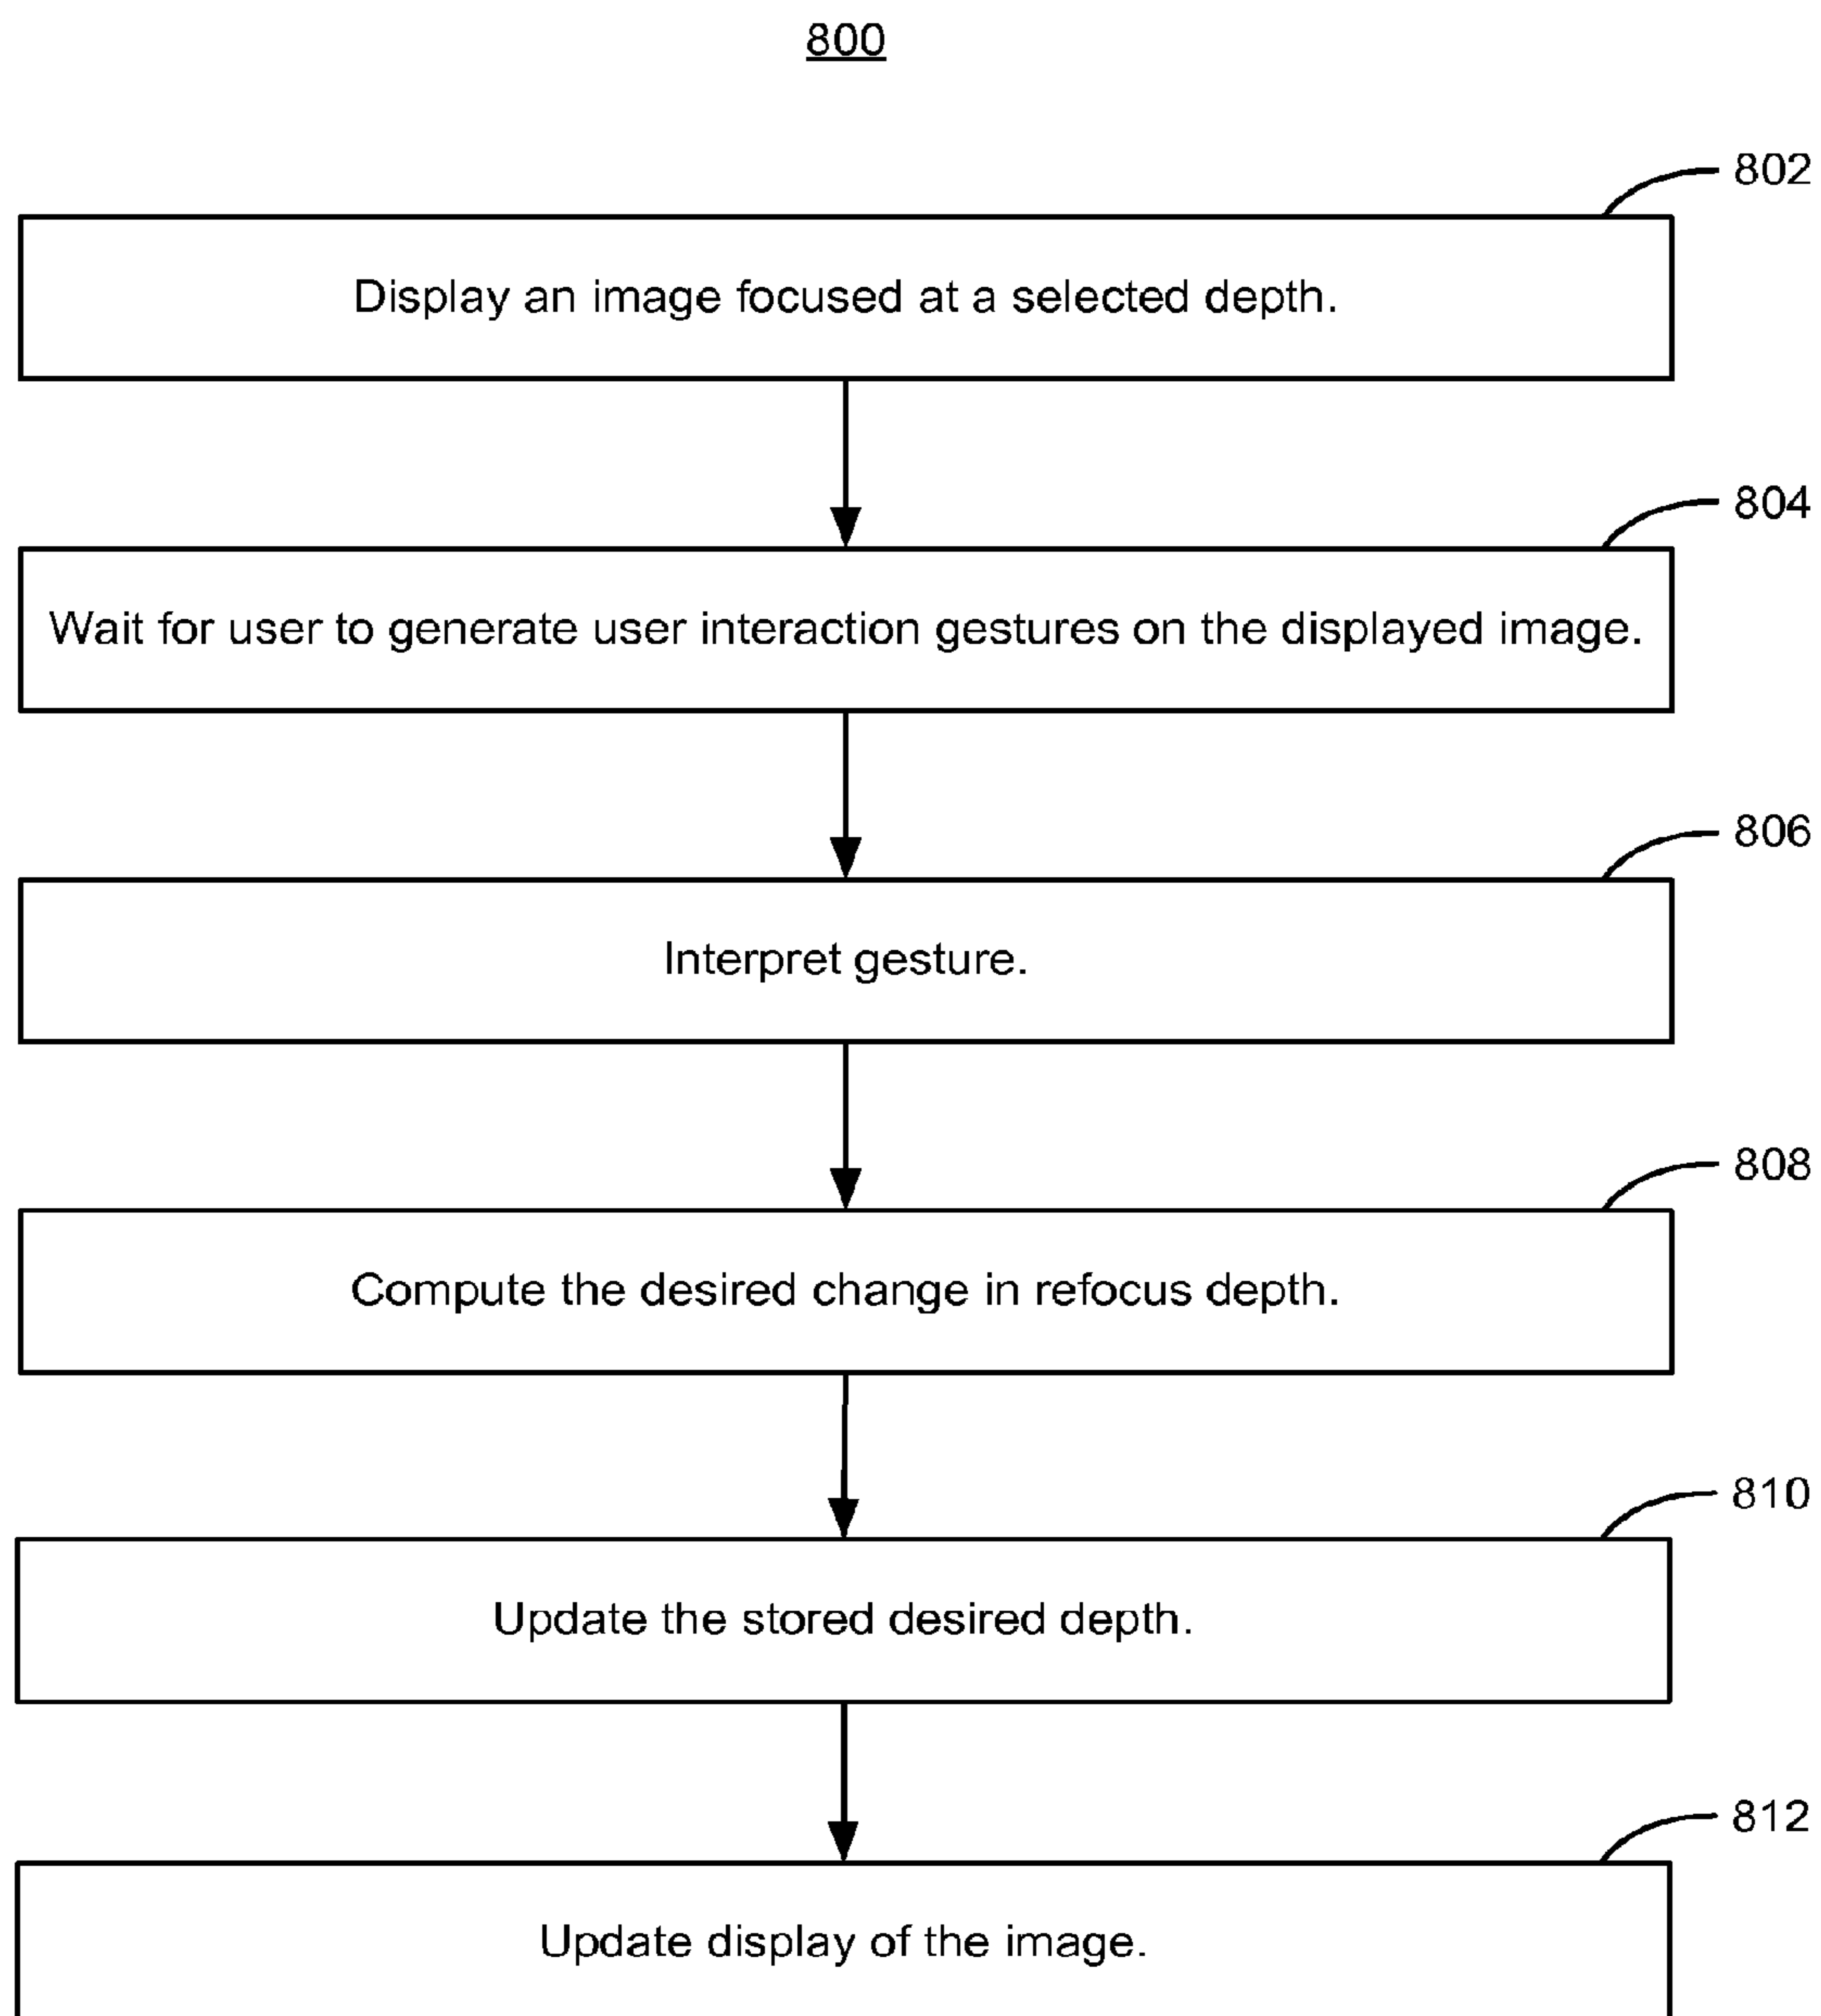 800
802
Display an image focused at a selected depth.
804
Wait for user to generate user interaction gestures on the displayed image.
806
Interpret gesture.
808
Compute the desired change in refocus depth.
810
Update the stored desired depth.
812
Update display of the image.